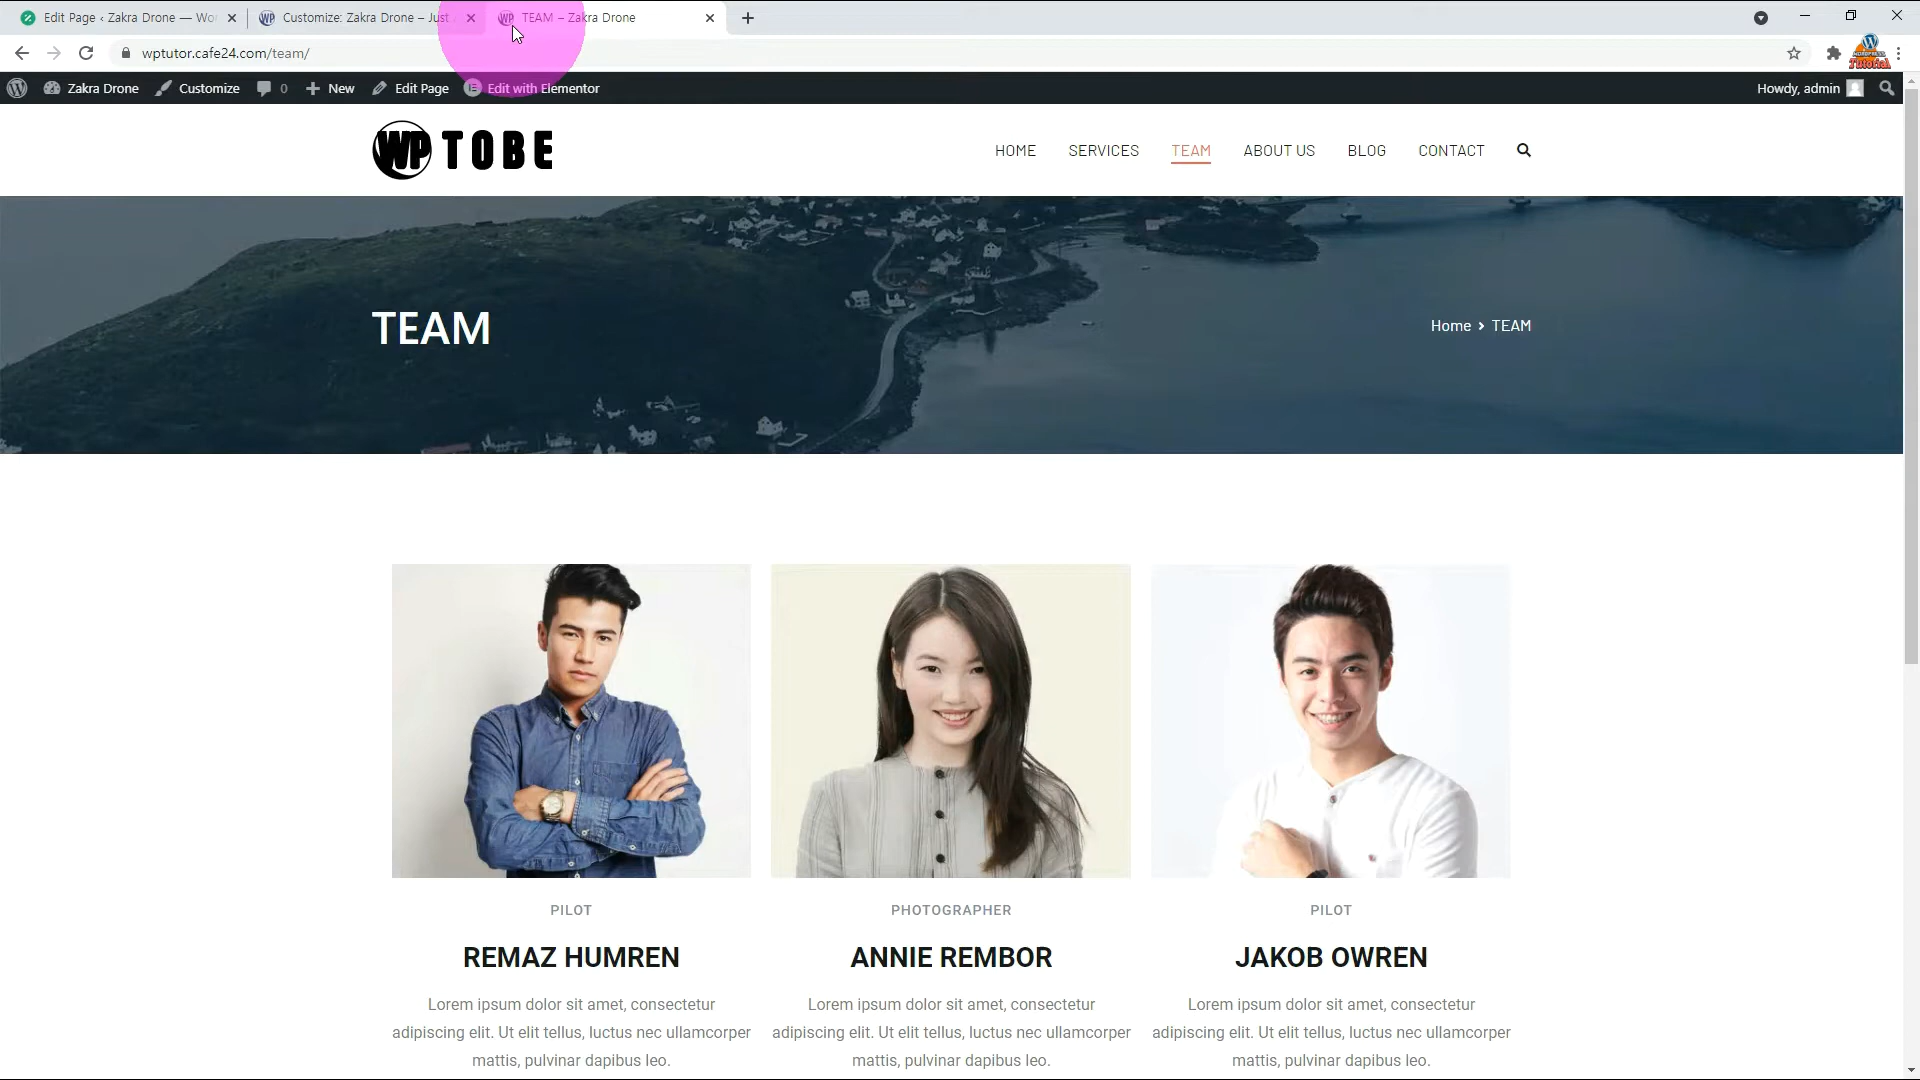 Edit Page ‹ Zakra Drone — Wor
Customize: Zakra Drone – Just
TEAM – Zakra Drone
wptutor.cafe24.com/team/
Zakra Drone
Customize
0
New
Edit Page
Edit with Elementor
Howdy, admin
WP TOBE
HOME
SERVICES
TEAM
ABOUT US
BLOG
CONTACT
TEAM
Home › TEAM
PILOT
PHOTOGRAPHER
PILOT
REMAZ HUMREN
ANNIE REMBOR
JAKOB OWREN
Lorem ipsum dolor sit amet, consectetur
adipiscing elit. Ut elit tellus, luctus nec ullamcorper
mattis, pulvinar dapibus leo.
Lorem ipsum dolor sit amet, consectetur
adipiscing elit. Ut elit tellus, luctus nec ullamcorper
mattis, pulvinar dapibus leo.
Lorem ipsum dolor sit amet, consectetur
adipiscing elit. Ut elit tellus, luctus nec ullamcorper
mattis, pulvinar dapibus leo.